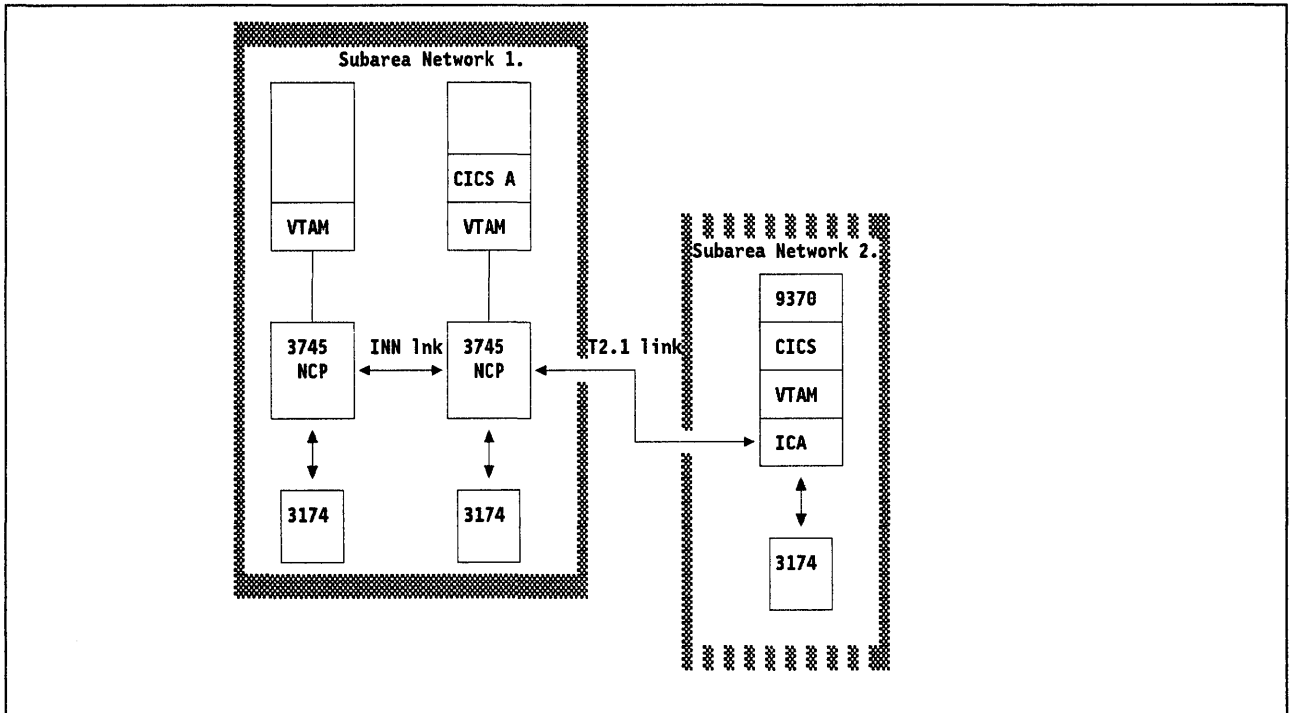 Subarea Network 1.
CICS A
VTAM
VTAM
3745
NCP
INN lnk
3745
NCP
T2.1 link
3174
3174
Subarea Network 2.
9370
CICS
VTAM
ICA
3174